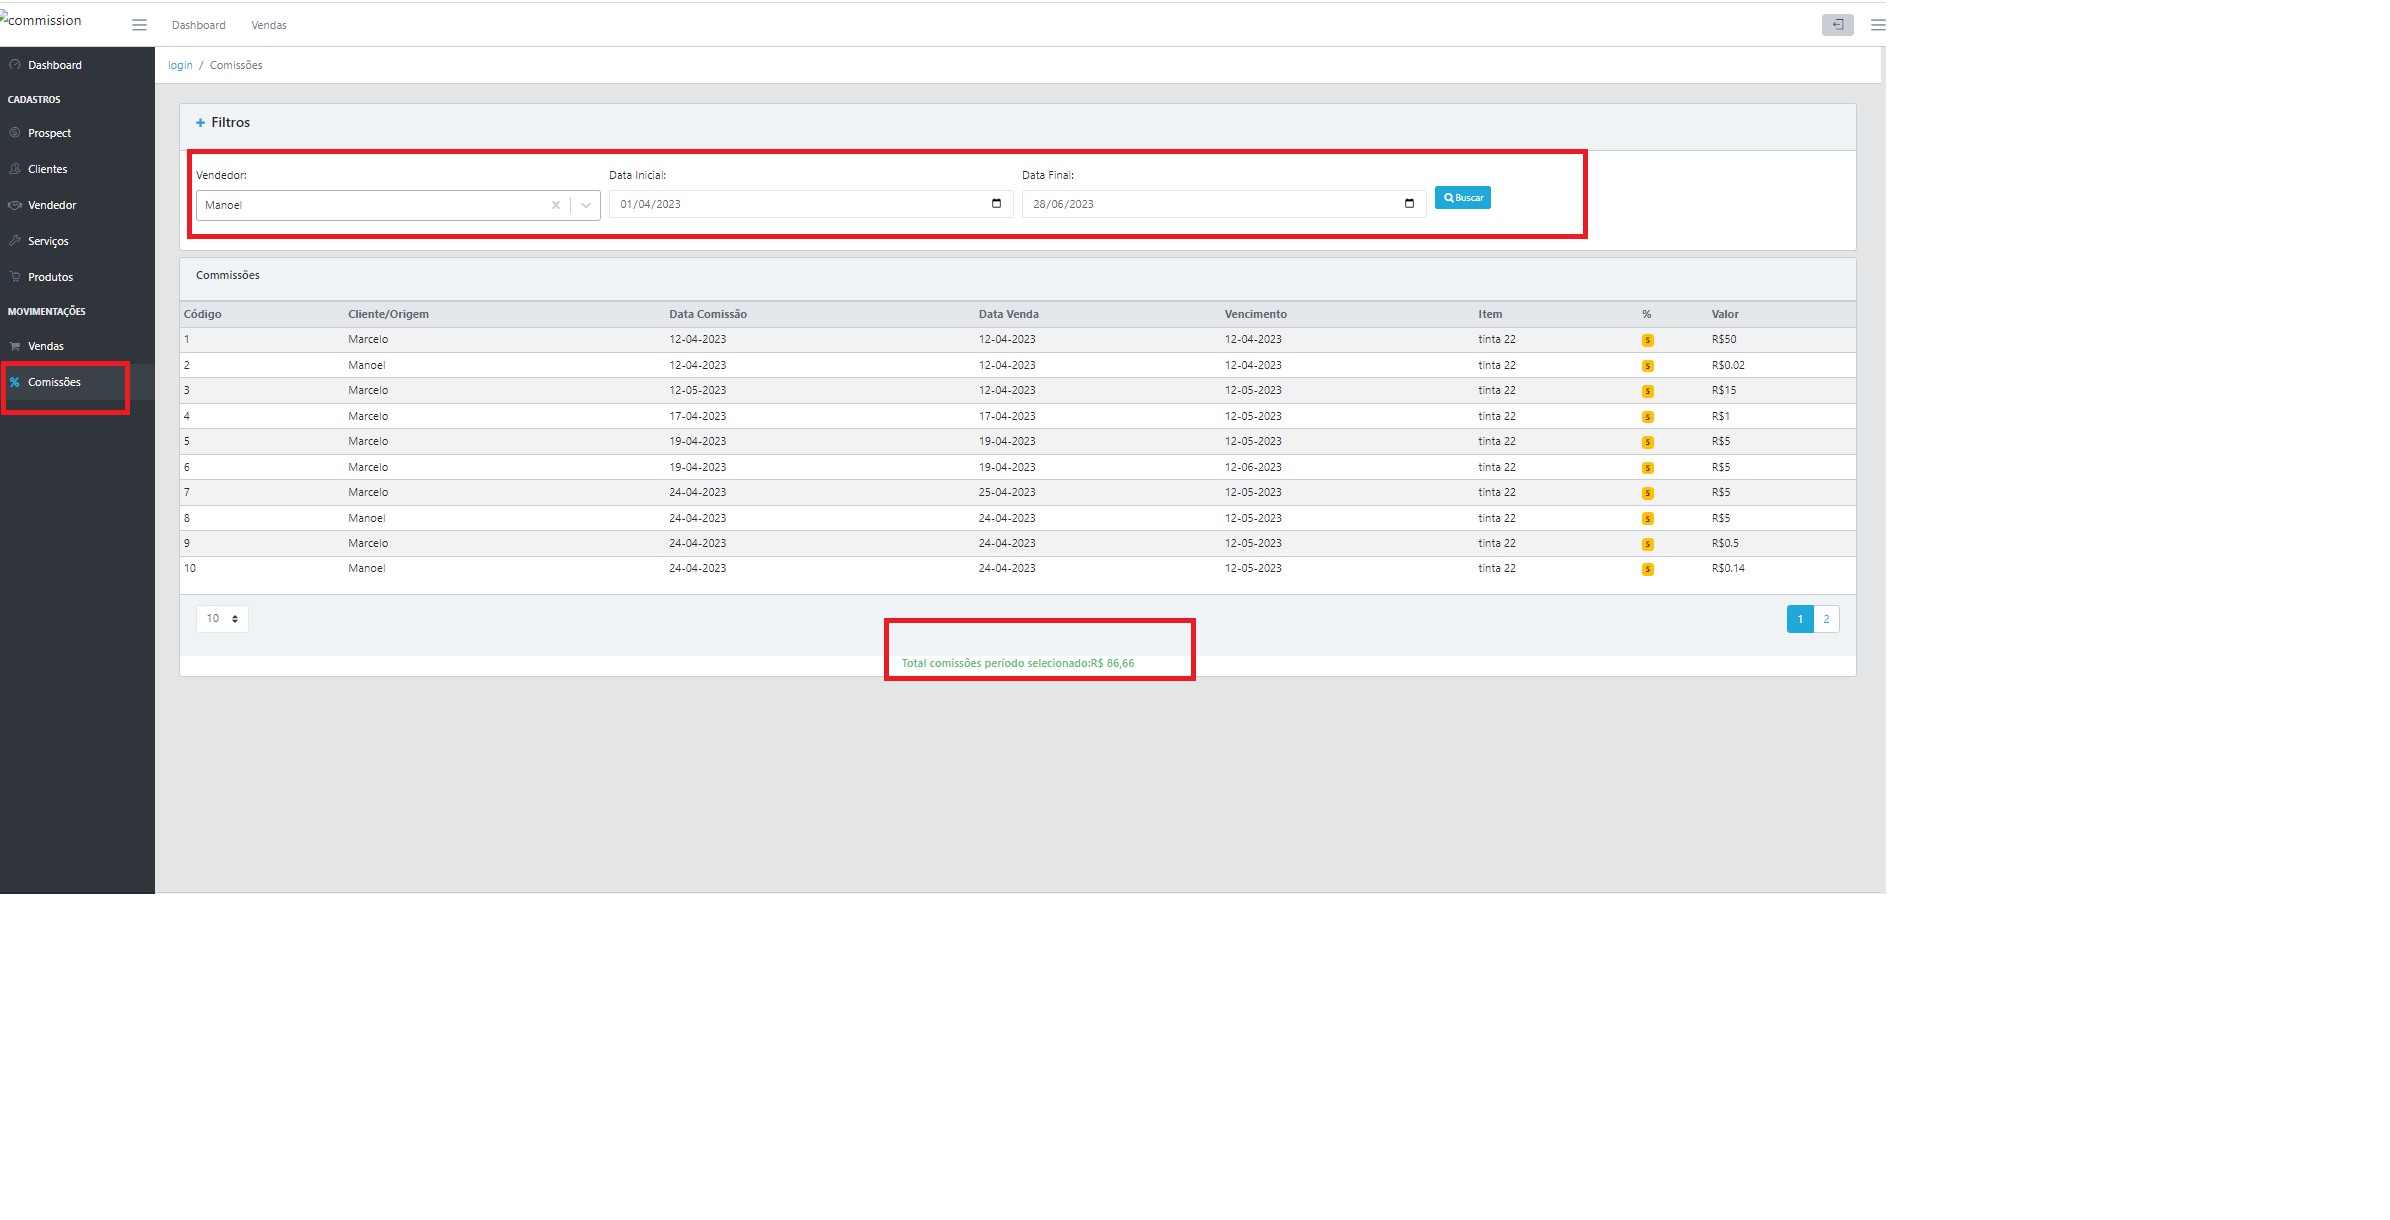 commission
Dashboard Vendas
Dashboard
CADASTROS
Prospect
Clientes
Vendedor
Serviços
Produtos
MOVIMENTAÇÕES
Vendas
Comissões
login / Comissões
+ Filtros
Vendedor: Data Inicial: Data Final:
Manoel 01/04/2023 28/06/2023 Buscar
Commissões
Código Cliente/Origem Data Comissão Data Venda Vencimento Item % Valor
1 Marcelo 12-04-2023 12-04-2023 12-04-2023 tinta 22 5 R$50
2 Manoel 12-04-2023 12-04-2023 12-04-2023 tinta 22 5 R$0.02
3 Marcelo 12-05-2023 12-04-2023 12-05-2023 tinta 22 5 R$15
4 Marcelo 17-04-2023 17-04-2023 12-05-2023 tinta 22 5 R$1
5 Marcelo 19-04-2023 19-04-2023 12-05-2023 tinta 22 5 R$5
6 Marcelo 19-04-2023 19-04-2023 12-06-2023 tinta 22 5 R$5
7 Marcelo 24-04-2023 25-04-2023 12-05-2023 tinta 22 5 R$5
8 Manoel 24-04-2023 24-04-2023 12-05-2023 tinta 22 5 R$5
9 Marcelo 24-04-2023 24-04-2023 12-05-2023 tinta 22 5 R$0.5
10 Manoel 24-04-2023 24-04-2023 12-05-2023 tinta 22 5 R$0.14
10 1 2
Total comissões período selecionado:R$ 86,66